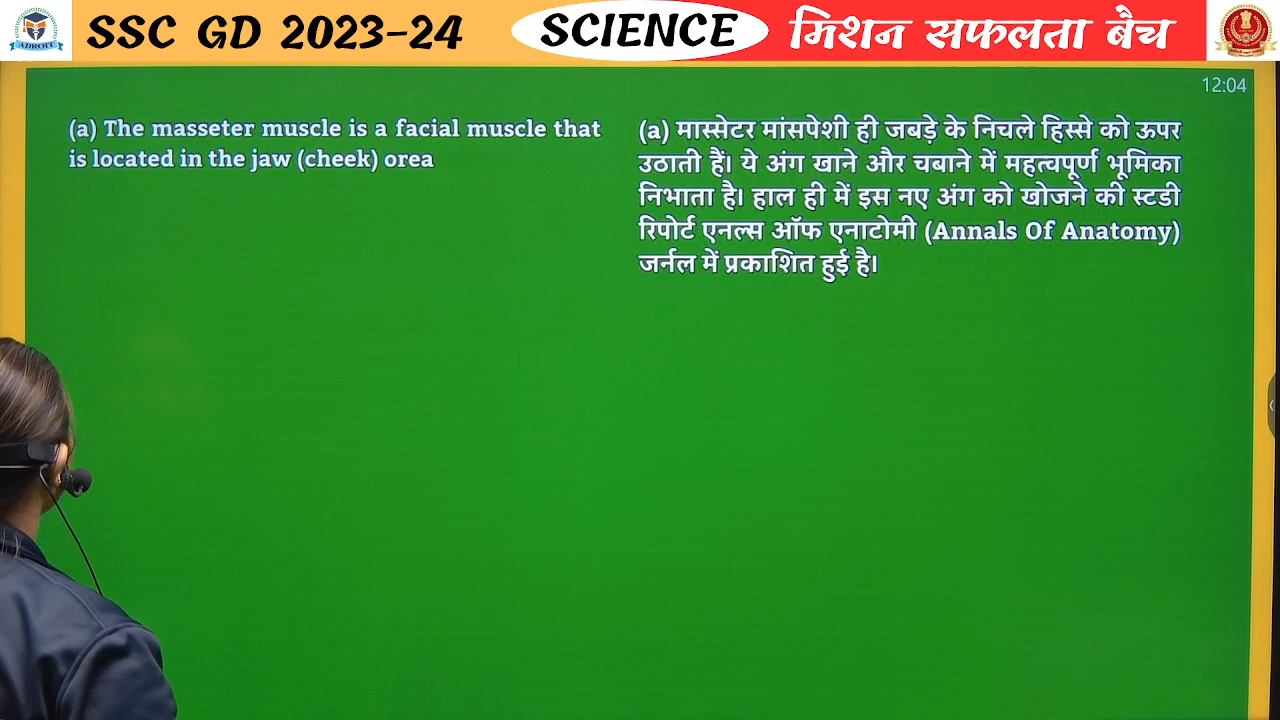 ADROIT
SSC GD 2023-24
SCIENCE
मिशन सफलता बैच
12:04
(a) The masseter muscle is a facial muscle that
is located in the jaw (cheek) orea
(a) मास्सेटर मांसपेशी ही जबड़े के निचले हिस्से को ऊपर
उठाती हैं। ये अंग खाने और चबाने में महत्वपूर्ण भूमिका
निभाता है। हाल ही में इस नए अंग को खोजने की स्टडी
रिपोर्ट एनल्स ऑफ एनाटोमी (Annals Of Anatomy)
जर्नल में प्रकाशित हुई है।